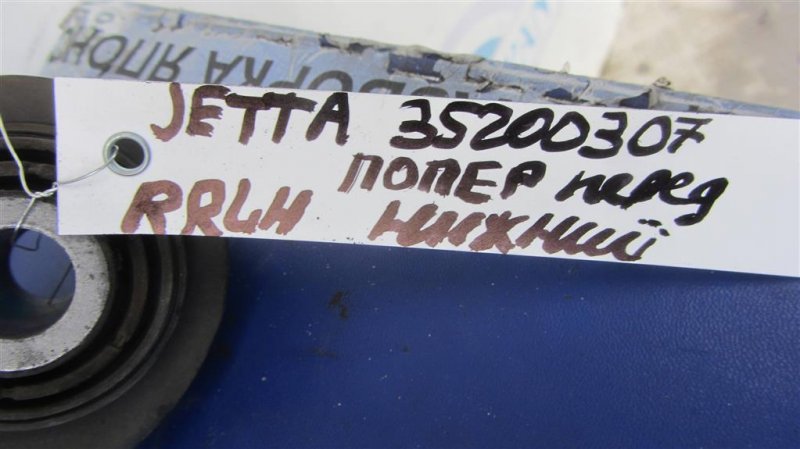 JETTA 35200307
ПОПЕР перед
RRLH НИЖНИЙ